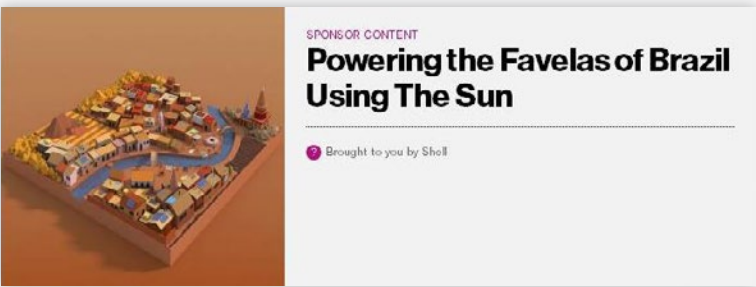 SPONSOR CONTENT
Powering the Favelas of Brazil
Using The Sun
? Brought to you by Shell